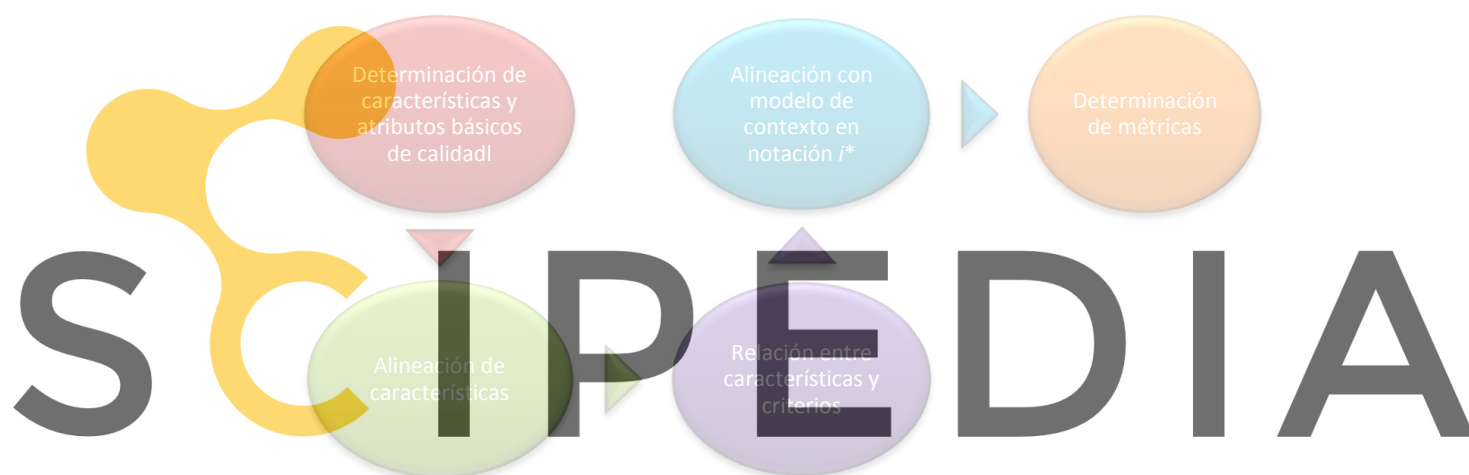 Determinación de
características y
atributos básicos
de calidadl
Alineación de
características
Relación entre
características y
criterios
Alineación con
modelo de
contexto en
notación i*
Determinación
de métricas
SCIPEDIA